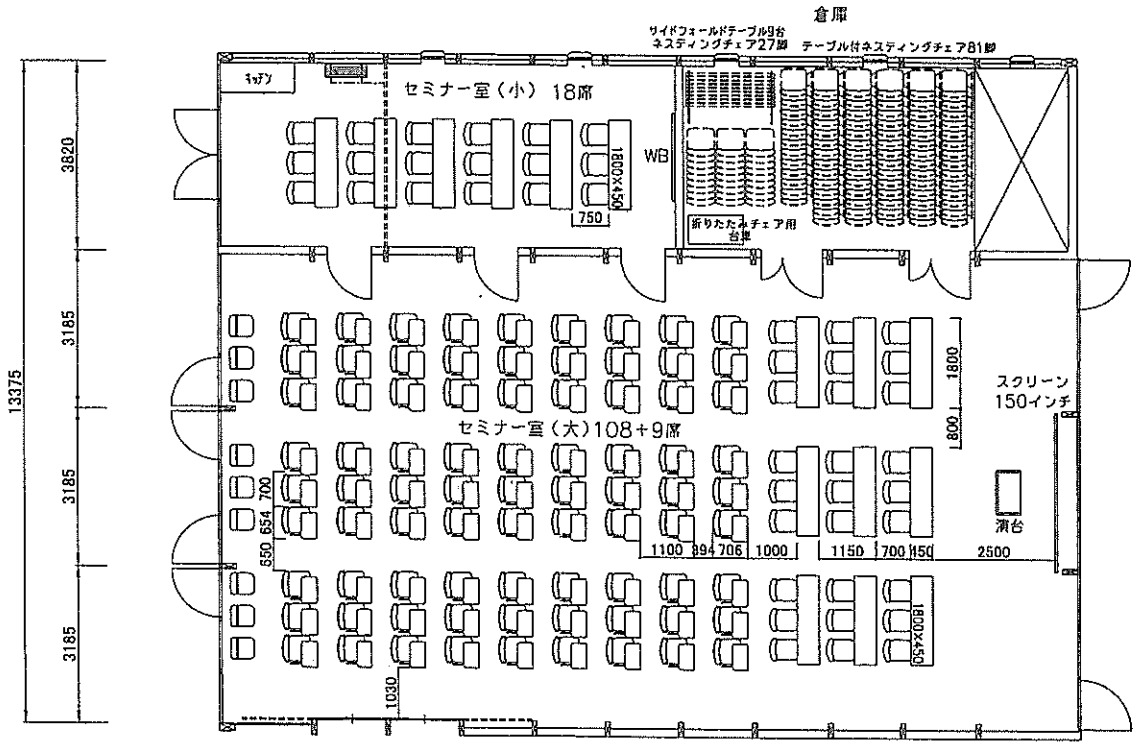 倉庫
サイドフォールドテーブル9台
ネスティングチェア27脚
テーブル付ネスティングチェア81脚
キッチン
セミナー室（小） 18席
WB
1800×450
750
折りたたみチェア用
台車
3820
3185
3185
3185
13375
セミナー室（大）108+9席
1800
800
スクリーン
150インチ
演台
700
654
550
1100
394
706
1000
1150
700
450
2500
1800×450
1030